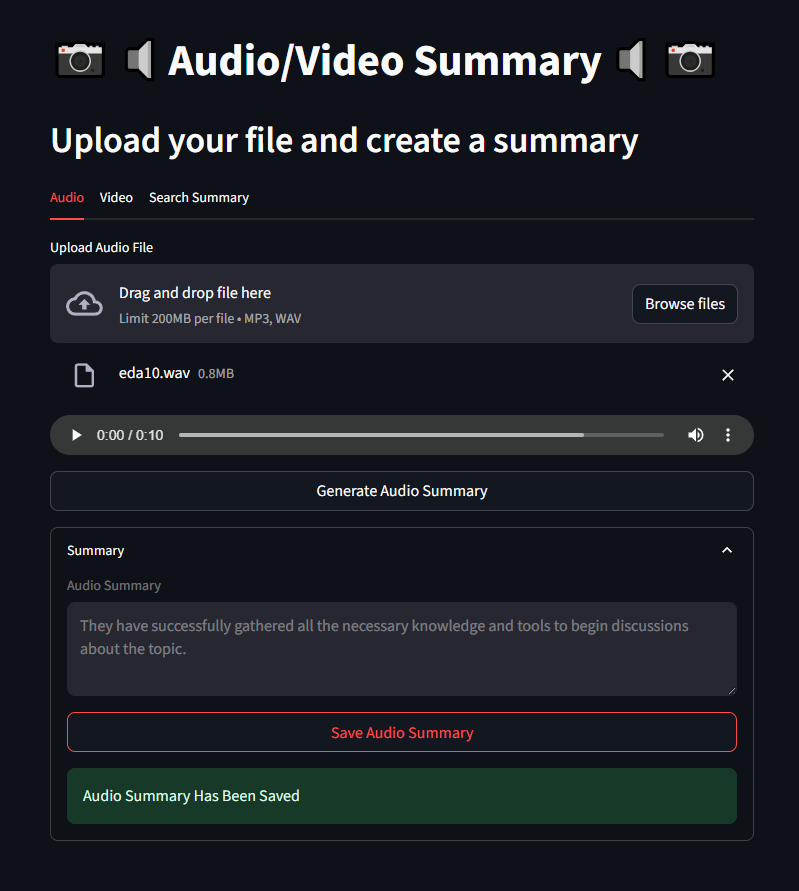 Audio/Video Summary
Upload your file and create a summary
Audio Video Search Summary
Upload Audio File
Drag and drop file here
Limit 200MB per file • MP3, WAV
Browse files
eda10.wav 0.8MB
0:00 / 0:10
Generate Audio Summary
Summary
Audio Summary
They have successfully gathered all the necessary knowledge and tools to begin discussions
about the topic.
Save Audio Summary
Audio Summary Has Been Saved